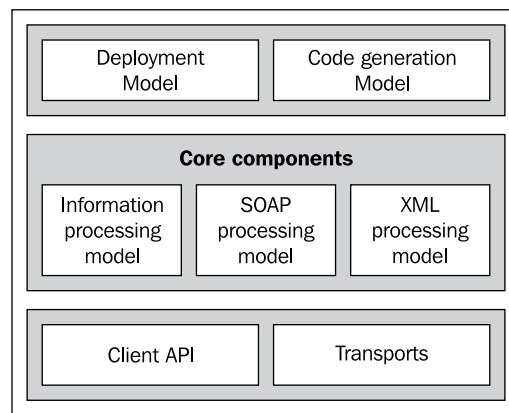 Deployment
Model
Code generation
Model
Core components
Information
processing
model
SOAP
processing
model
XML
processing
model
Client API
Transports